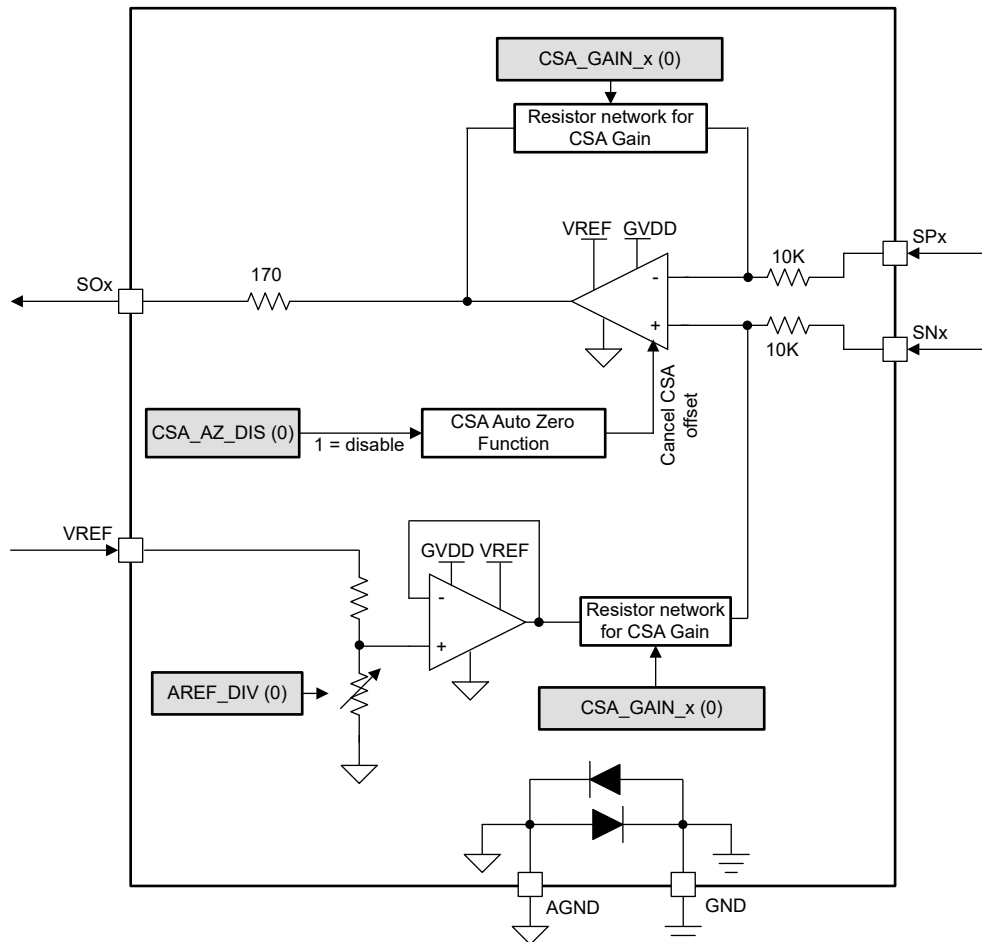 CSA_GAIN_x (0)
Resistor network for
CSA Gain
VREF
GVDD
SPx
10K
-
SOx
170
+
10K
SNx
Cancel CSA
offset
CSA_AZ_DIS (0)
1 = disable
CSA Auto Zero
Function
VREF
GVDD
VREF
-
+
Resistor network
for CSA Gain
AREF_DIV (0)
CSA_GAIN_x (0)
AGND
GND